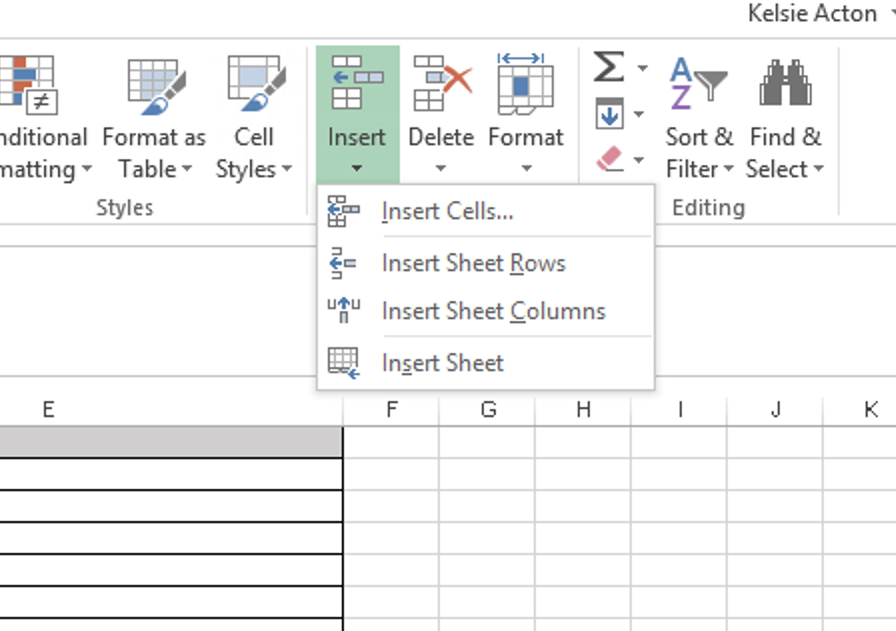 Kelsie Acton
nditional Format as Cell Insert Delete Format Sort & Find &
matting Table Styles Filter Select
Styles Editing
Insert Cells...
Insert Sheet Rows
Insert Sheet Columns
Insert Sheet
E F G H I J K